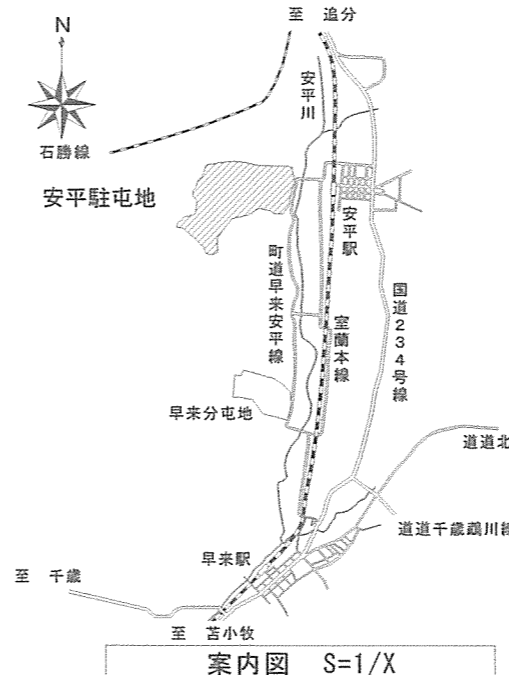 至 追分
N
安平川
石勝線
安平駐屯地
安平駅
町道早来安平線
国道234号線
室蘭本線
早来分屯地
道道北
道道千歳鵡川線
早来駅
至 千歳
至 苫小牧
案内図 S=1/X